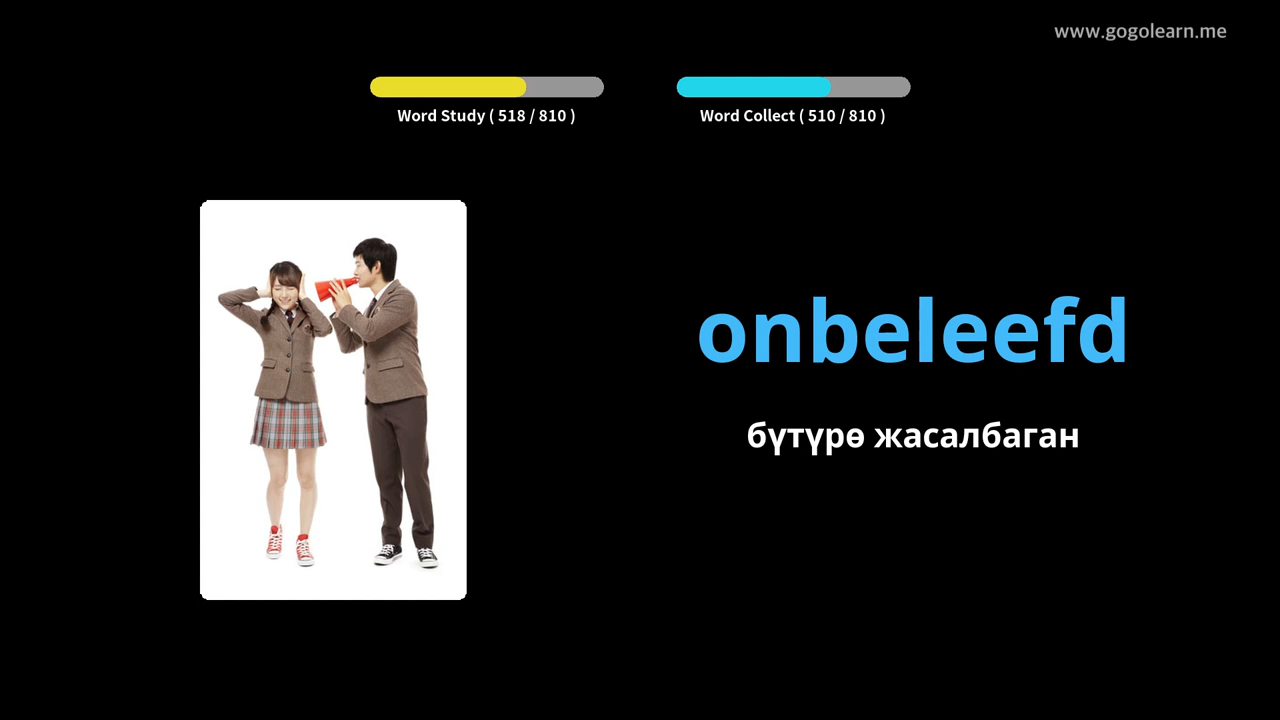 www.gogolearn.me
Word Study ( 518 / 810 )
Word Collect ( 510 / 810 )
onbeleefd
бүтүрө жасалбаган